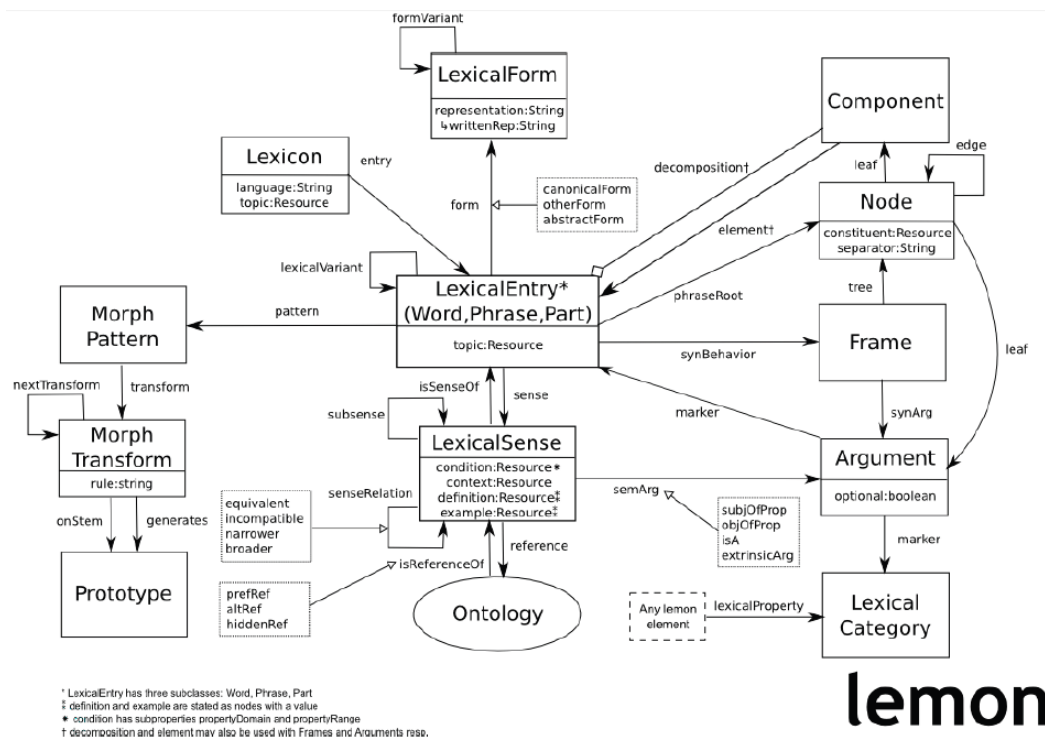 formVariant
LexicalForm
representation:String
↳writtenRep:String
Component
Lexicon
language:String
topic:Resource
entry
form
canonicalForm
otherForm
abstractForm
decomposition†
element†
leaf
edge
Node
constituent:Resource
separator:String
lexicalVariant
LexicalEntry*
(Word,Phrase,Part)
topic:Resource
phraseRoot
tree
Morph
Pattern
pattern
synBehavior
Frame
leaf
nextTransform
transform
isSenseOf
sense
subsense
marker
synArg
Morph
Transform
rule:string
LexicalSense
condition:Resource*
context:Resource
definition:Resource⁑
example:Resource⁑
semArg
Argument
optional:boolean
senseRelation
equivalent
incompatible
narrower
broader
subjOfProp
objOfProp
isA
extrinsicArg
onStem
generates
marker
Prototype
isReferenceOf
reference
prefRef
altRef
hiddenRef
Ontology
Any lemon
element
lexicalProperty
Lexical
Category
* LexicalEntry has three subclasses: Word, Phrase, Part
⁑ definition and example are stated as nodes with a value
* condition has subproperties propertyDomain and propertyRange
† decomposition and element may also be used with Frames and Arguments resp.
lemon